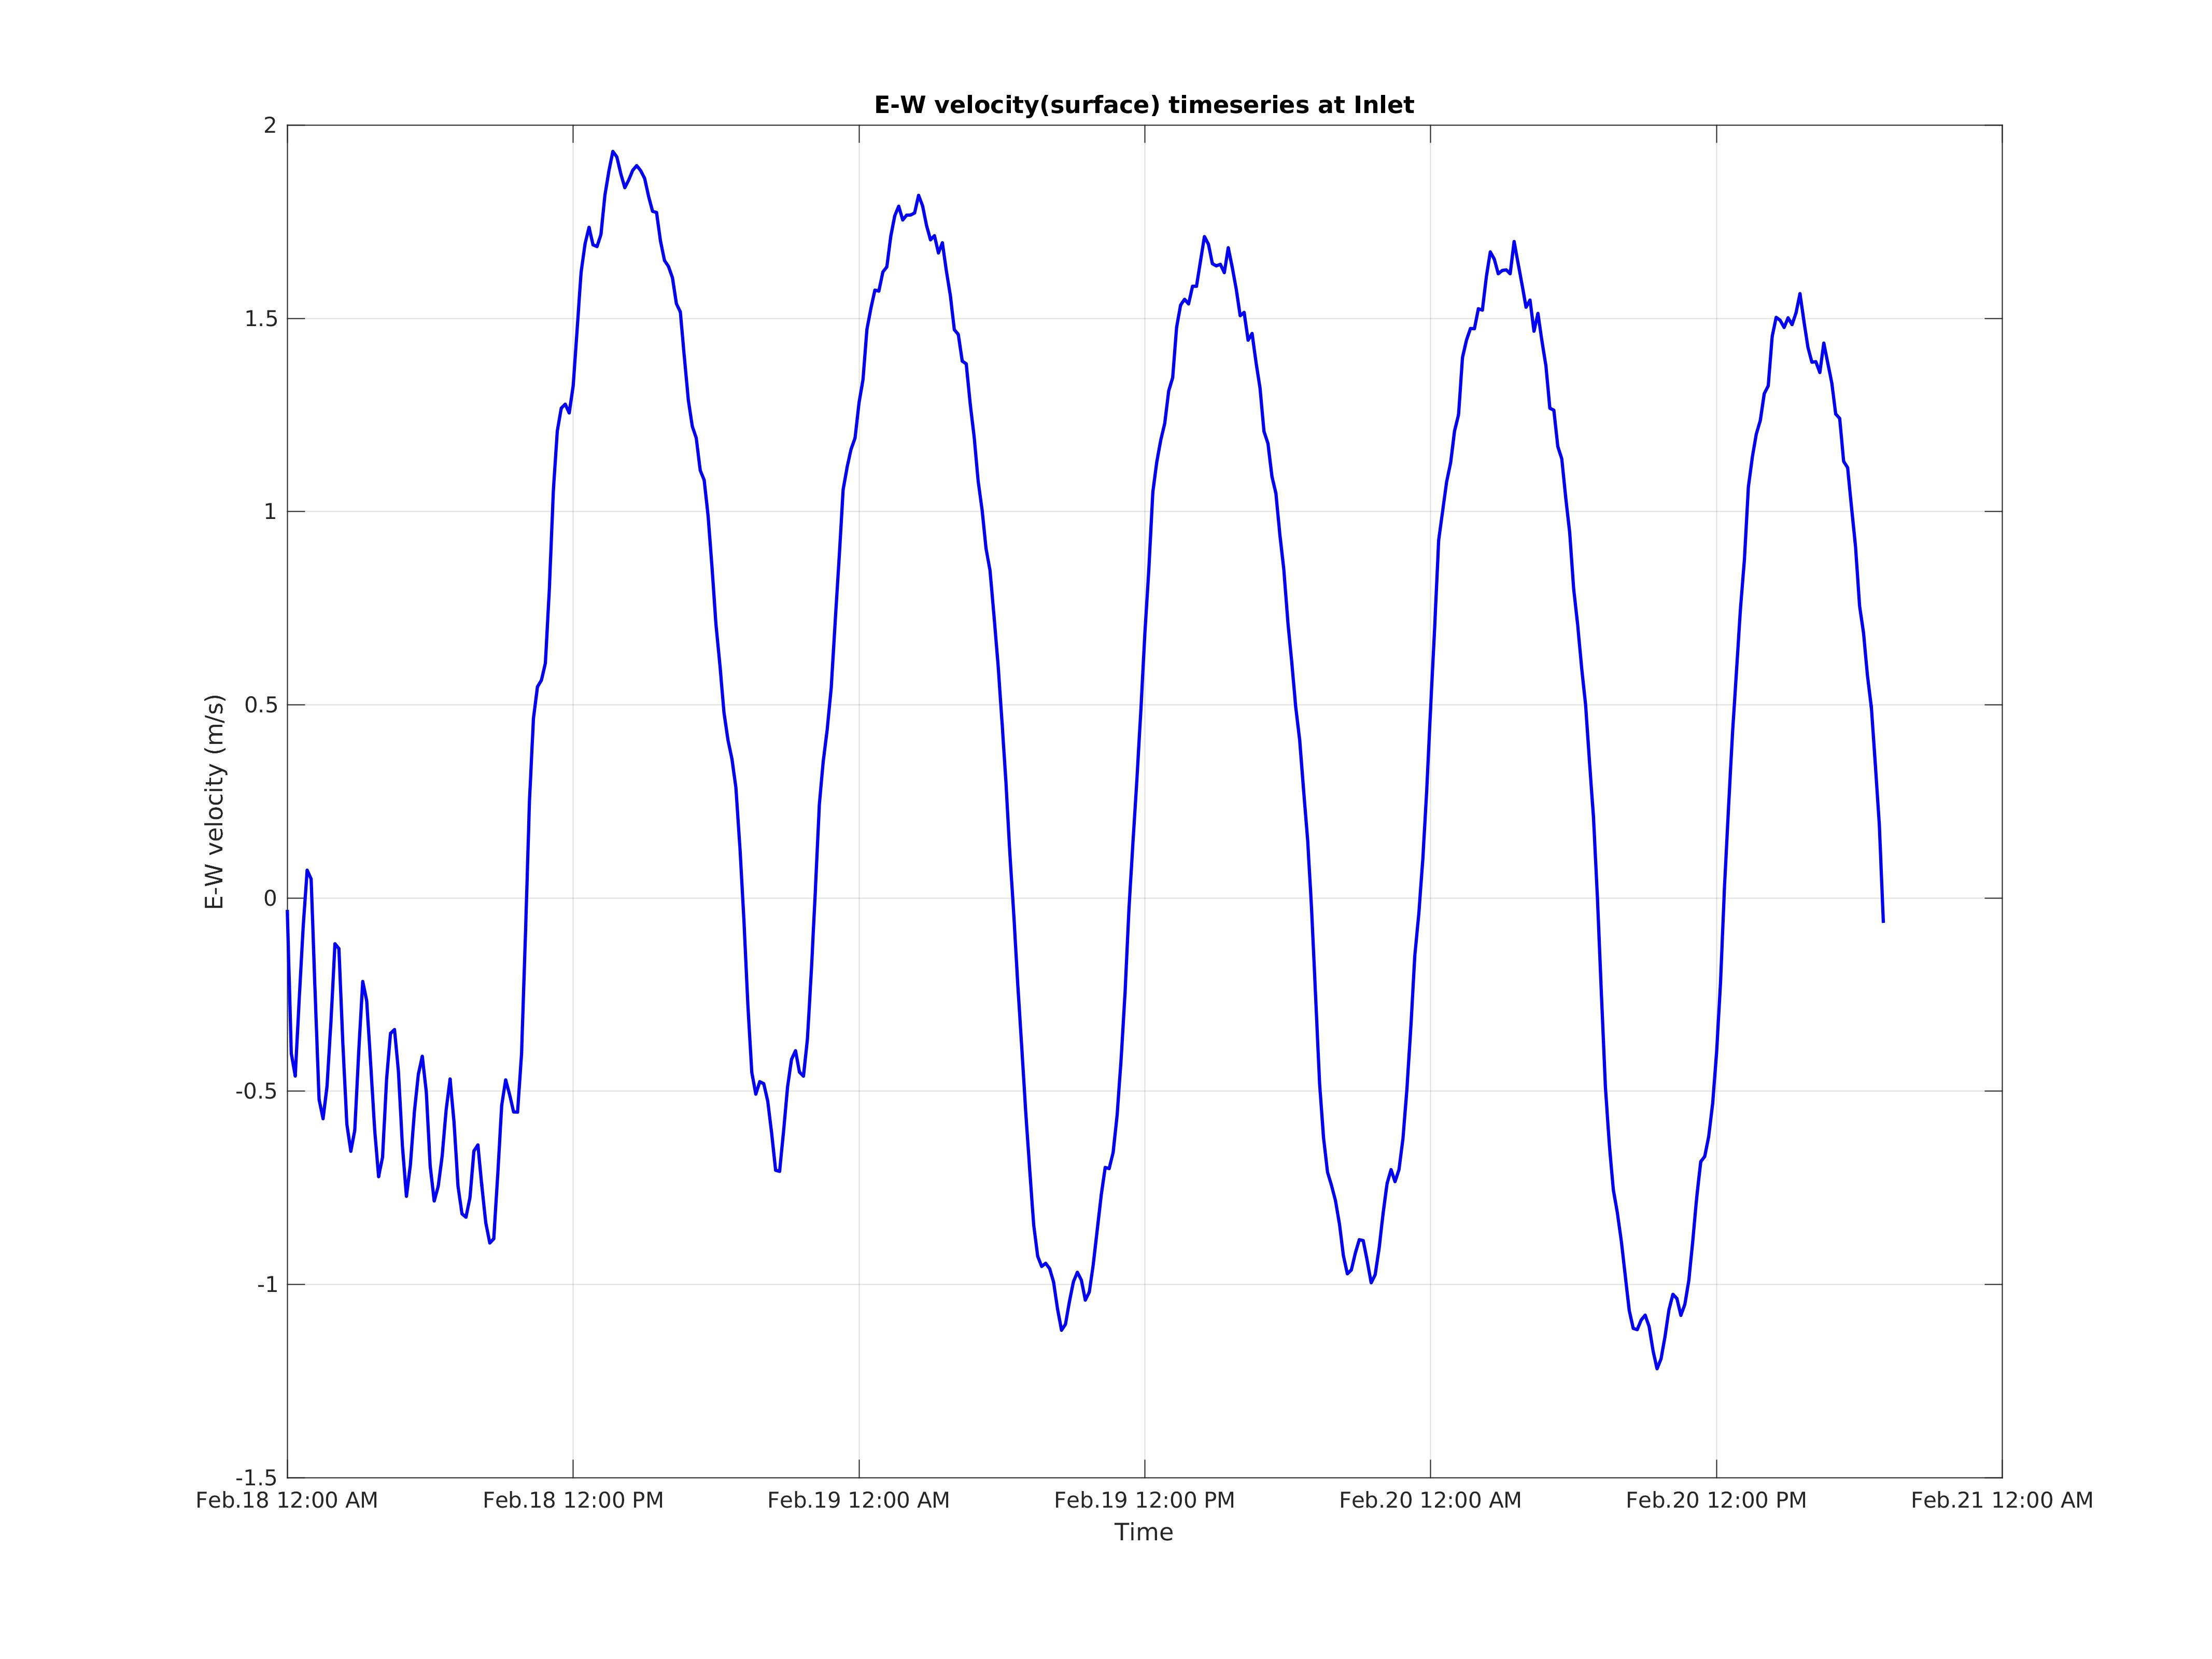 E-W velocity(surface) timeseries at Inlet
2
1.5
1
0.5
0
-0.5
-1
-1.5
E-W velocity (m/s)
Feb.18 12:00 AM
Feb.18 12:00 PM
Feb.19 12:00 AM
Feb.19 12:00 PM
Feb.20 12:00 AM
Feb.20 12:00 PM
Feb.21 12:00 AM
Time